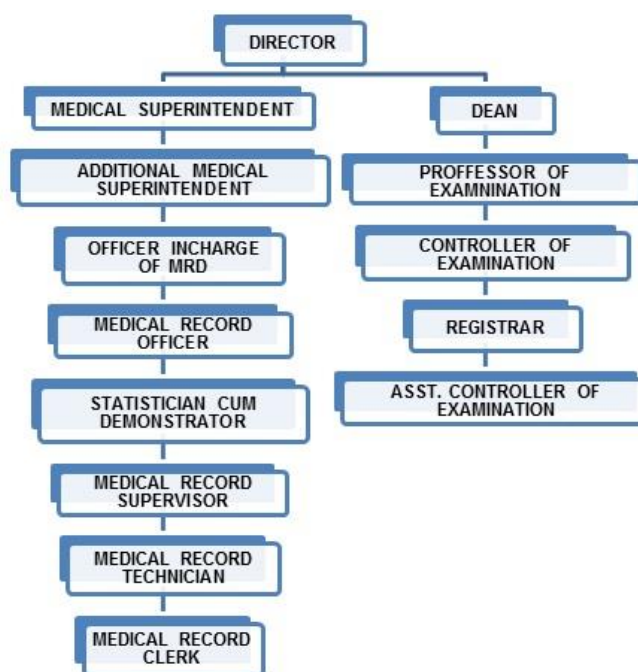 DIRECTOR
MEDICAL SUPERINTENDENT
ADDITIONAL MEDICAL
SUPERINTENDENT
OFFICER INCHARGE
OF MRD
MEDICAL RECORD
OFFICER
STATISTICIAN CUM
DEMONSTRATOR
MEDICAL RECORD
SUPERVISOR
MEDICAL RECORD
TECHNICIAN
MEDICAL RECORD
CLERK
DEAN
PROFFESSOR OF
EXAMNINATION
CONTROLLER OF
EXAMINATION
REGISTRAR
ASST. CONTROLLER OF
EXAMINATION